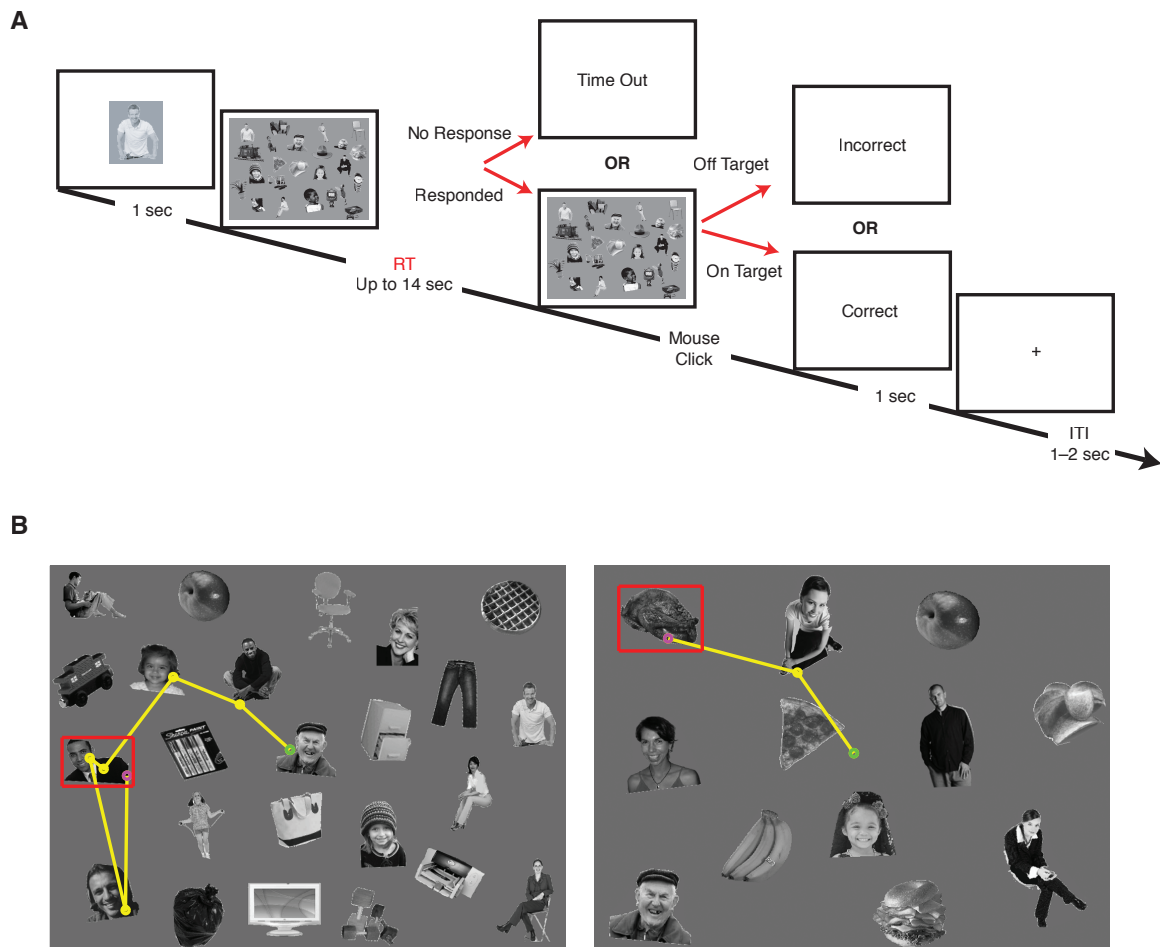 A
Time Out
No Response
OR
Responded
Off Target
Incorrect
OR
On Target
Correct
1 sec
RT
Up to 14 sec
Mouse
Click
1 sec
+
ITI
1–2 sec
B